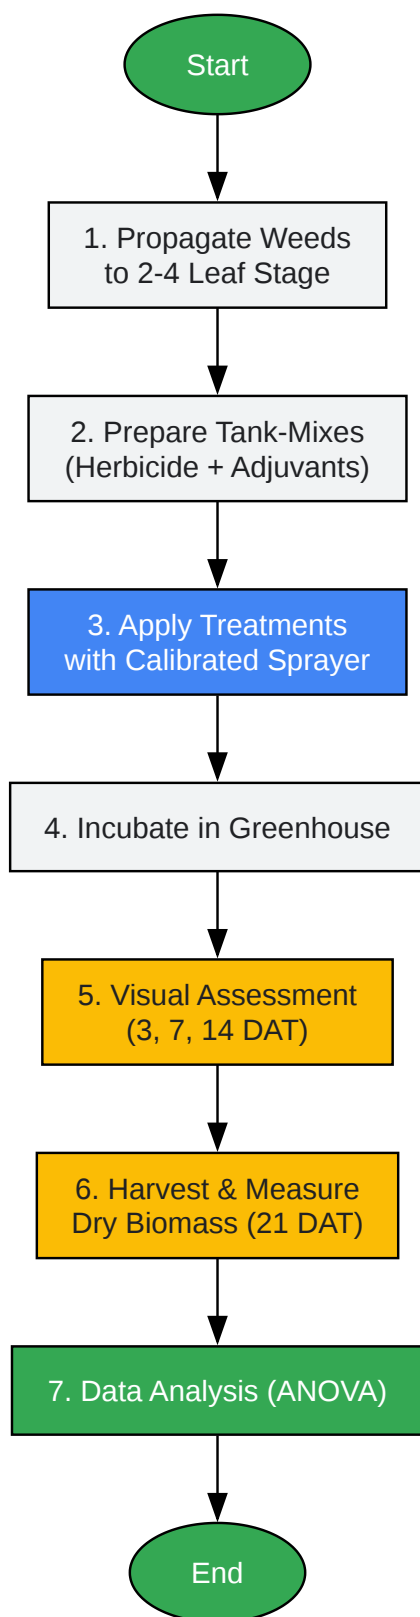 Start
1. Propagate Weeds
to 2-4 Leaf Stage
2. Prepare Tank-Mixes
(Herbicide + Adjuvants)
3. Apply Treatments
with Calibrated Sprayer
4. Incubate in Greenhouse
5. Visual Assessment
(3, 7, 14 DAT)
6. Harvest & Measure
Dry Biomass (21 DAT)
7. Data Analysis (ANOVA)
End